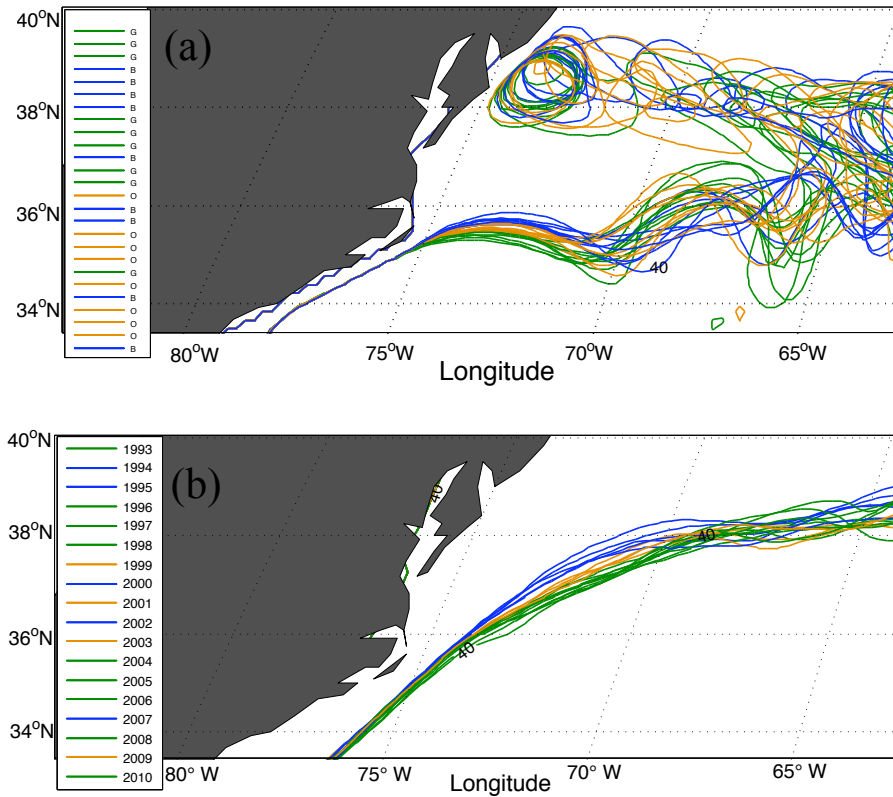 40°N
38°N
36°N
34°N
(a)
G
G
G
B
B
B
B
G
G
G
B
G
G
O
B
B
O
O
O
G
O
B
O
O
O
B
40
80°W
75°W
70°W
65°W
Longitude
40°N
38°N
36°N
34°N
(b)
1993
1994
1995
1996
1997
1998
1999
2000
2001
2002
2003
2004
2005
2006
2007
2008
2009
2010
40
40
40
80° W
75° W
70° W
65° W
Longitude